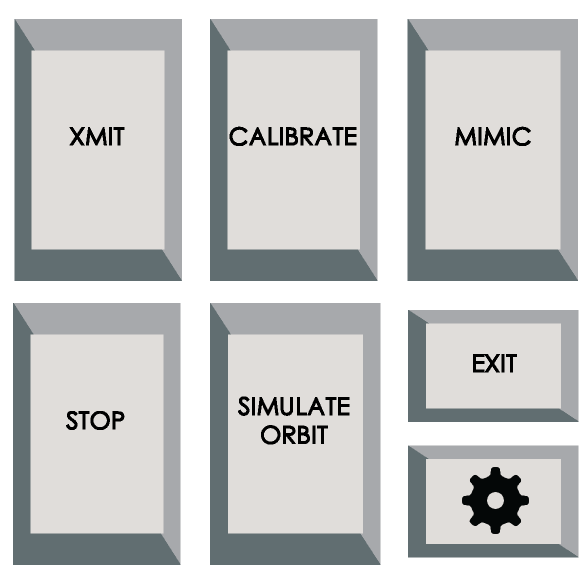 XMIT
CALIBRATE
MIMIC
STOP
SIMULATE
ORBIT
EXIT